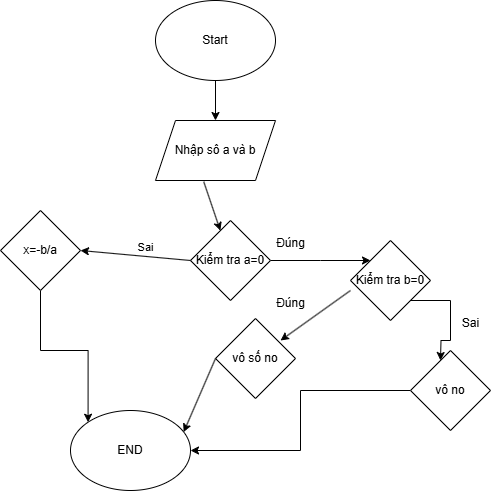 Start
Nhập sô a và b
Sai
Đúng
x=-b/a
Kiểm tra a=0
Kiểm tra b=0
Đúng
Sai
vô số no
vô no
END